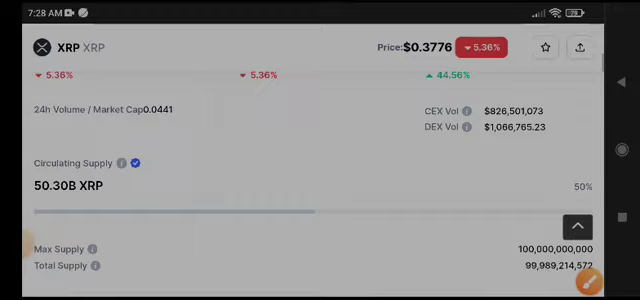 7:28 AM
79
XRP XRP
Price:$0.3776 5.36%
5.36% 5.36% 44.56%
24h Volume / Market Cap0.0441
CEX Vol $826,501,073
DEX Vol $1,066,765.23
Circulating Supply
50.30B XRP
50%
Max Supply 100,000,000,000
Total Supply 99,989,214,572